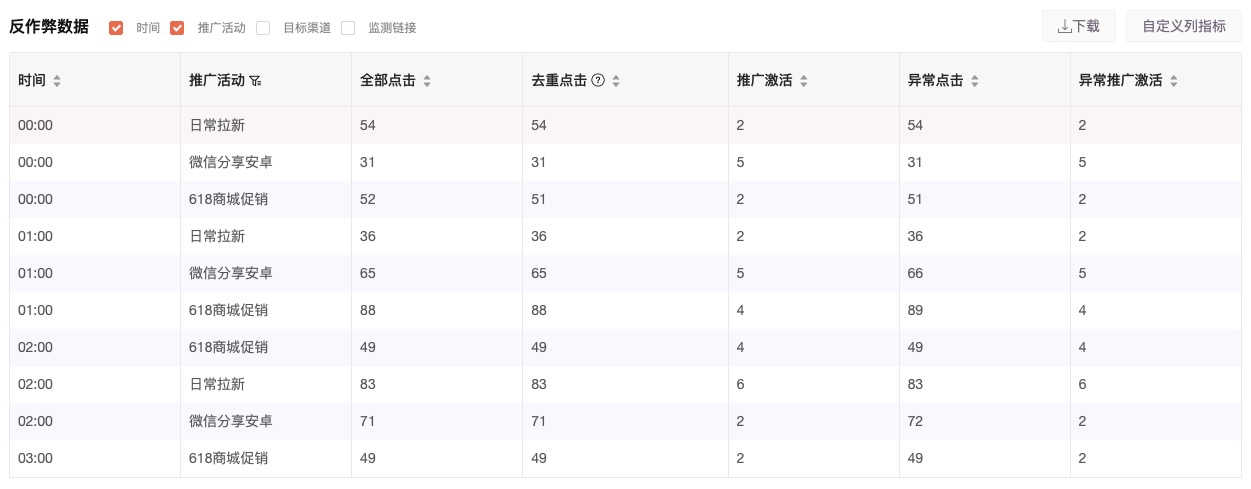 反作弊数据 时间 推广活动 目标渠道 监测链接 下载 自定义列指标
时间 推广活动 全部点击 去重点击 ? 推广激活 异常点击 异常推广激活
00:00 日常拉新 54 54 2 54 2
00:00 微信分享安卓 31 31 5 31 5
00:00 618商城促销 52 51 2 51 2
01:00 日常拉新 36 36 2 36 2
01:00 微信分享安卓 65 65 5 66 5
01:00 618商城促销 88 88 4 89 4
02:00 618商城促销 49 49 4 49 4
02:00 日常拉新 83 83 6 83 6
02:00 微信分享安卓 71 71 2 72 2
03:00 618商城促销 49 49 2 49 2